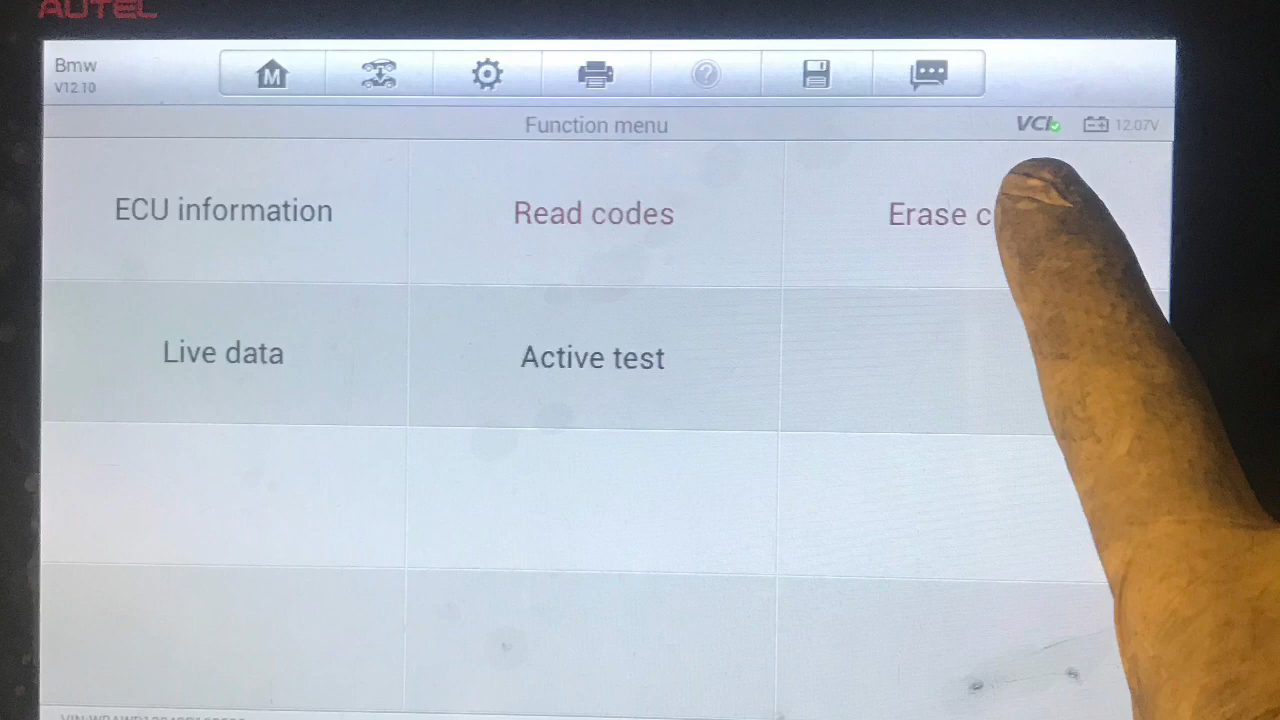 AUTEL
Bmw
V12.10
M
?
Function menu
VCI
12.07V
ECU information
Read codes
Erase c
Live data
Active test